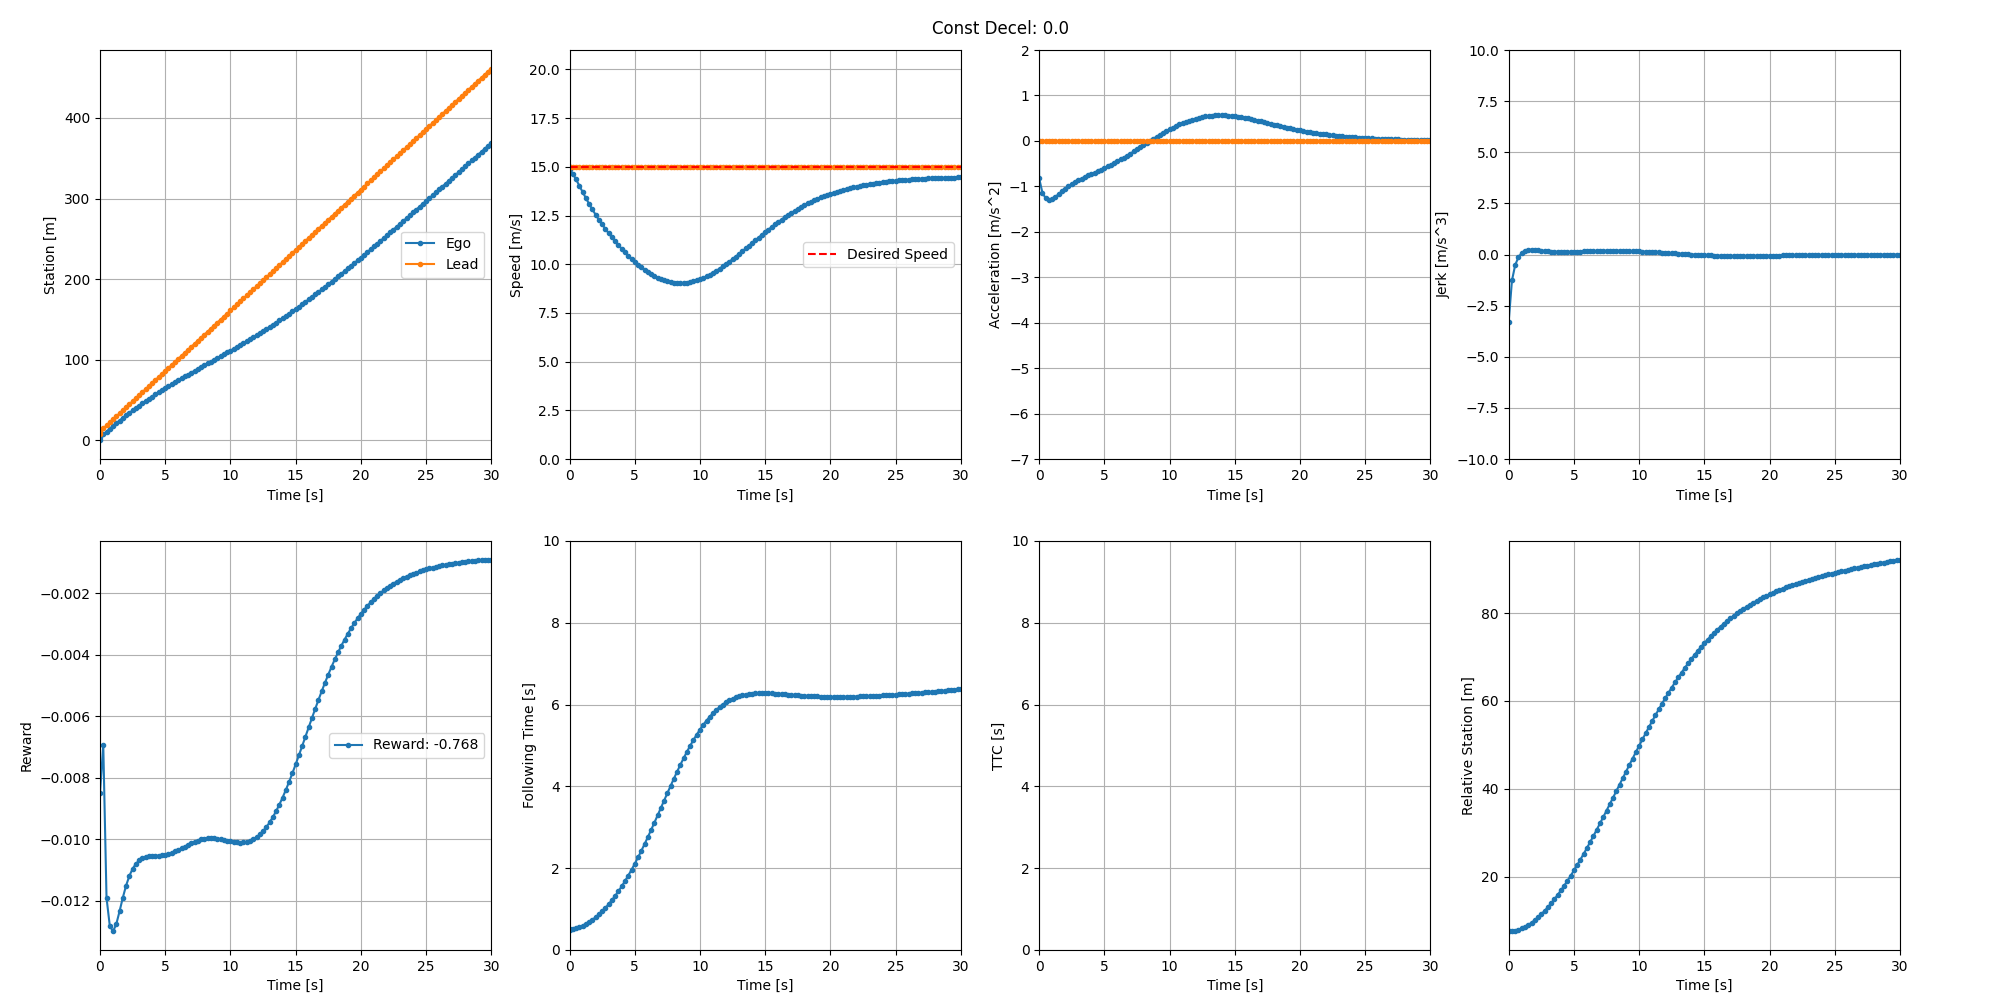 Const Decel: 0.0
Station [m]
400
300
200
100
0
Ego
Lead
0 5 10 15 20 25 30
Time [s]
Speed [m/s]
20.0
17.5
15.0
12.5
10.0
7.5
5.0
2.5
0.0
Desired Speed
0 5 10 15 20 25 30
Time [s]
Acceleration [m/s^2]
2
1
0
−1
−2
−3
−4
−5
−6
−7
0 5 10 15 20 25 30
Time [s]
Jerk [m/s^3]
10.0
7.5
5.0
2.5
0.0
−2.5
−5.0
−7.5
−10.0
0 5 10 15 20 25 30
Time [s]
Reward
−0.002
−0.004
−0.006
−0.008
−0.010
−0.012
Reward: -0.768
0 5 10 15 20 25 30
Time [s]
Following Time [s]
10
8
6
4
2
0
0 5 10 15 20 25 30
Time [s]
TTC [s]
10
8
6
4
2
0
0 5 10 15 20 25 30
Time [s]
Relative Station [m]
80
60
40
20
0 5 10 15 20 25 30
Time [s]